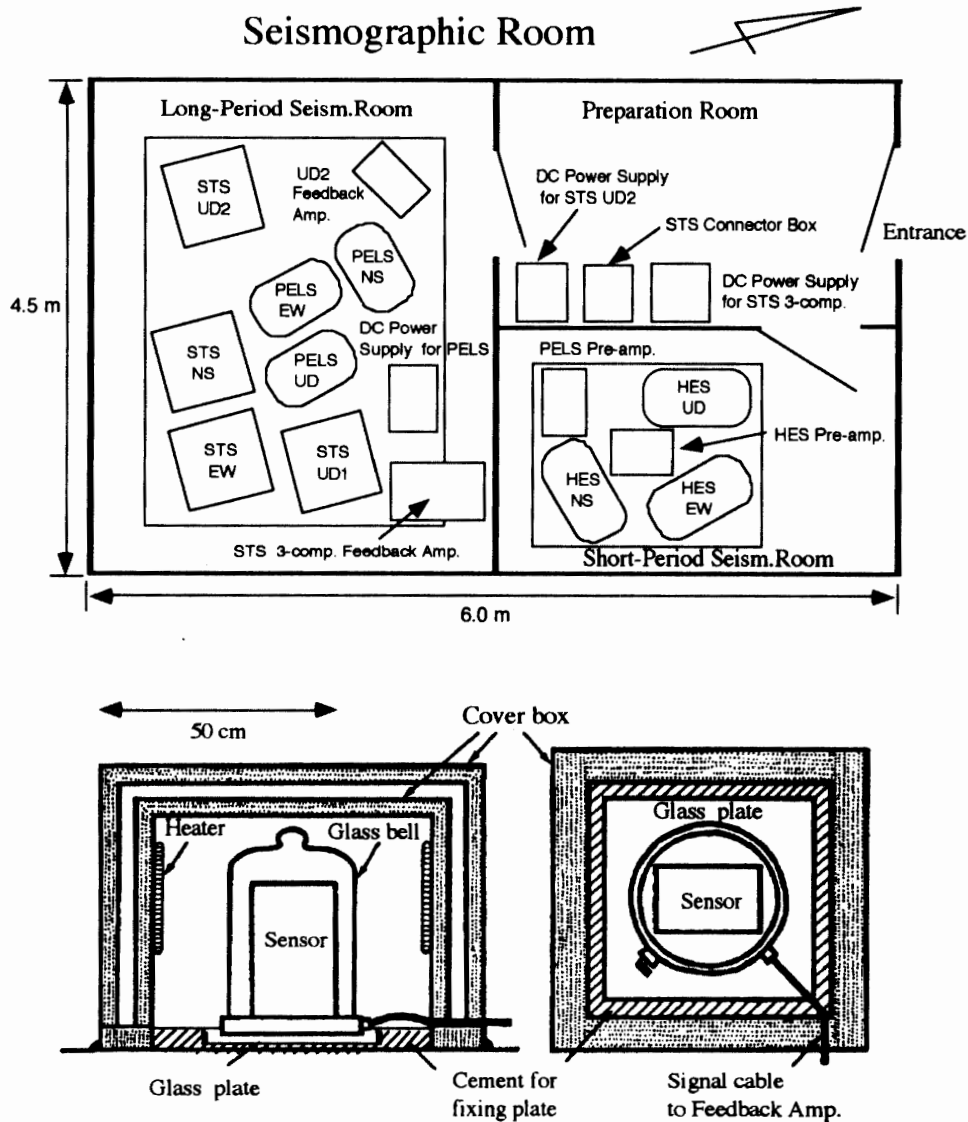 Seismographic Room
Long-Period Seism.Room
Preparation Room
STS
UD2
UD2
Feedback
Amp.
DC Power Supply
for STS UD2
STS Connector Box
Entrance
PELS
NS
PELS
EW
DC Power Supply
for STS 3-comp.
4.5 m
DC Power
Supply for PELS
STS
NS
PELS
UD
PELS Pre-amp.
HES
UD
HES Pre-amp.
STS
EW
STS
UD1
HES
NS
HES
EW
STS 3-comp. Feedback Amp.
Short-Period Seism.Room
6.0 m
50 cm
Cover box
Heater
Glass bell
Sensor
Glass plate
Sensor
Glass plate
Cement for
fixing plate
Signal cable
to Feedback Amp.